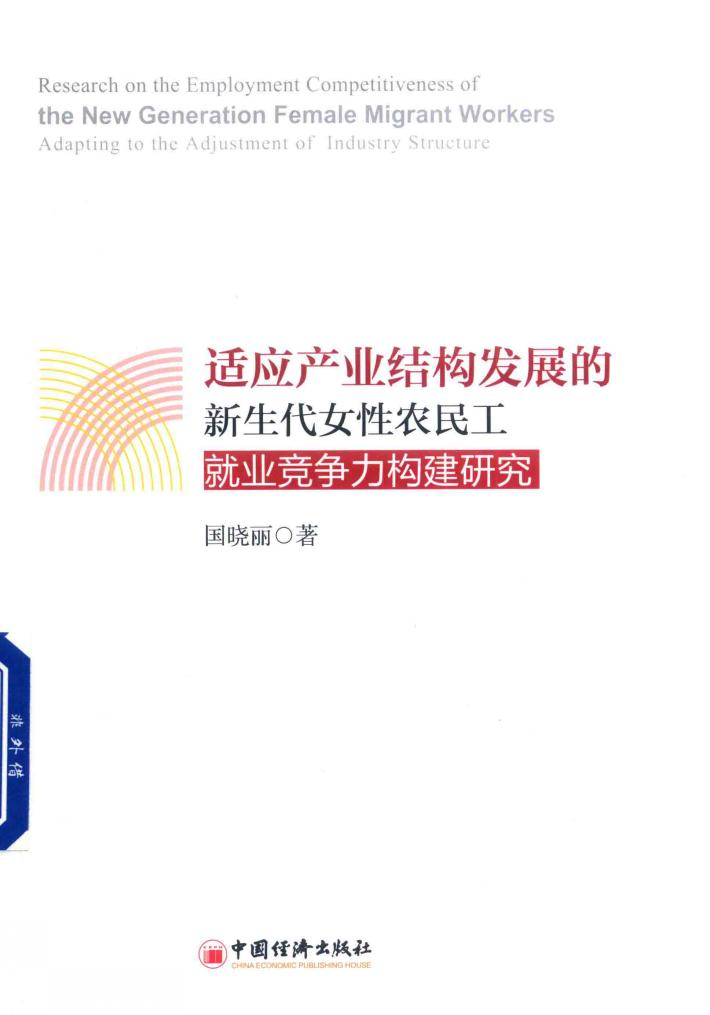 Research on the Employment Competitiveness of
the New Generation Female Migrant Workers
Adapting to the Adjustment of Industry Structure
适应产业结构发展的
新生代女性农民工
就业竞争力构建研究
国晓丽○著
非外借
中国经济出版社
CHINA ECONOMIC PUBLISHING HOUSE